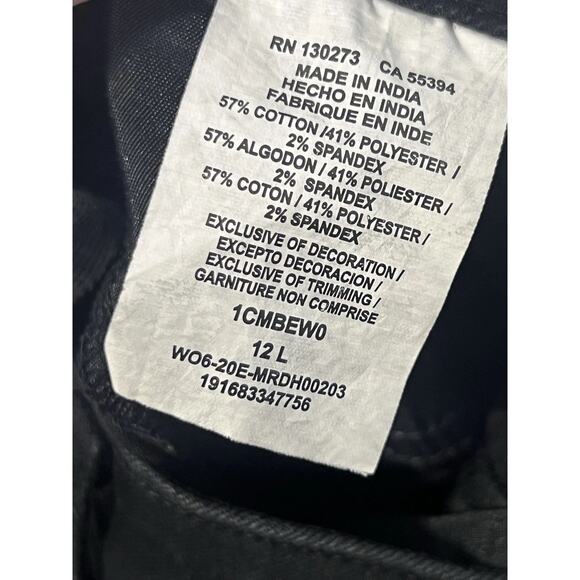 RN 130273 CA 55394
MADE IN INDIA
HECHO EN INDIA
FABRIQUE EN INDE
57% COTTON /41% POLYESTER /
2% SPANDEX
57% ALGODON / 41% POLIESTER /
2% SPANDEX
57% COTON / 41% POLYESTER /
2% SPANDEX
EXCLUSIVE OF DECORATION /
EXCEPTO DECORACION /
EXCLUSIVE OF TRIMMING /
GARNITURE NON COMPRISE
1CMBEW0
12 L
WO6-20E-MRDH00203
191683347756